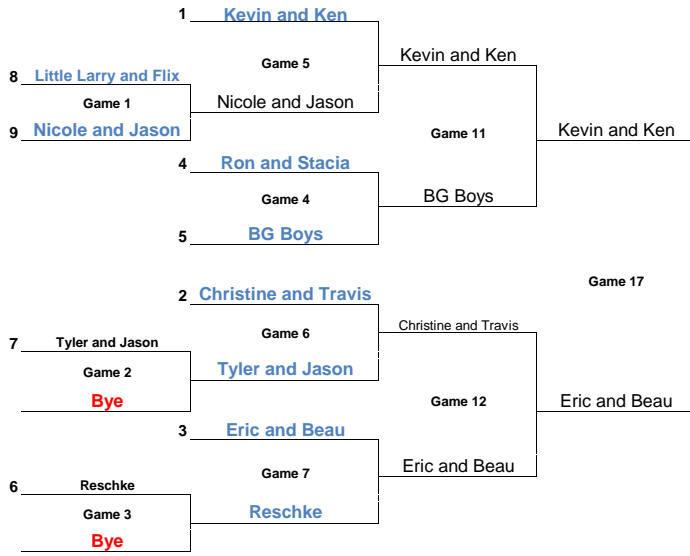 1 Kevin and Ken
Game 5
Kevin and Ken
8 Little Larry and Flix
Game 1
Nicole and Jason
9 Nicole and Jason
Game 11
Kevin and Ken
4 Ron and Stacia
Game 4
BG Boys
5 BG Boys
Game 17
2 Christine and Travis
Game 6
Christine and Travis
7 Tyler and Jason
Game 2
Tyler and Jason
Bye
Game 12
Eric and Beau
3 Eric and Beau
Game 7
Eric and Beau
6 Reschke
Game 3
Reschke
Bye